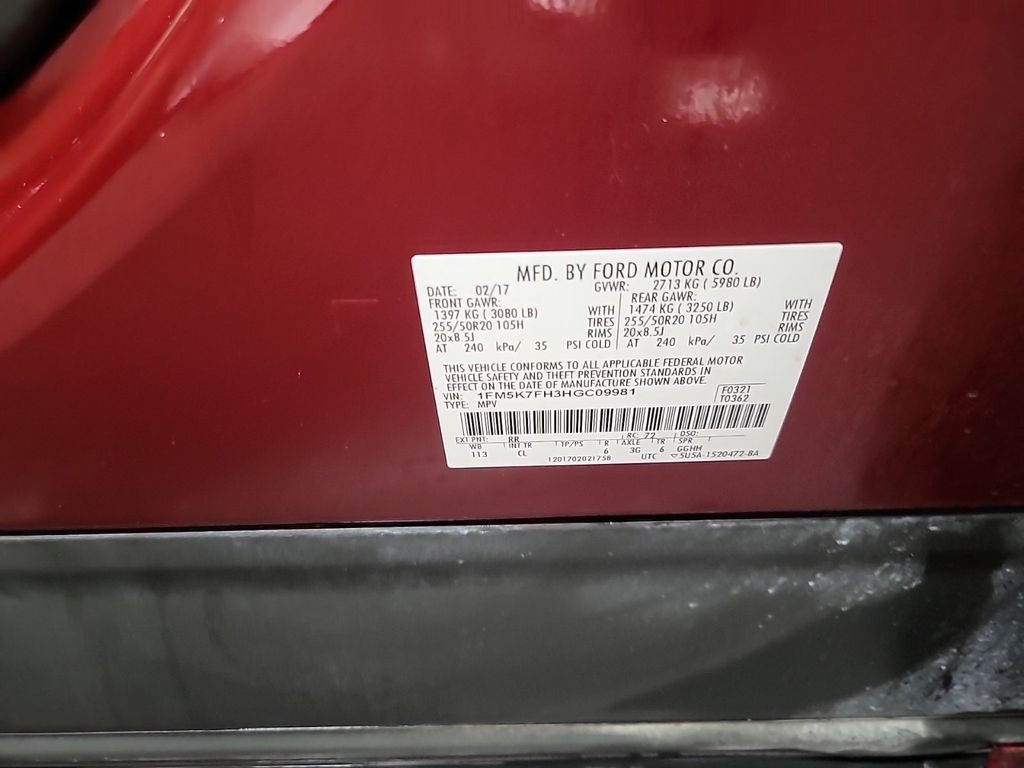 MFD. BY FORD MOTOR CO.
DATE: 02/17 GVWR: 2713 KG ( 5980 LB)
FRONT GAWR: REAR GAWR:
1397 KG ( 3080 LB) WITH 1474 KG ( 3250 LB) WITH
255/50R20 105H TIRES 255/50R20 105H TIRES
20x8.5J RIMS 20x8.5J RIMS
AT 240 kPa/ 35 PSI COLD AT 240 kPa/ 35 PSI COLD
THIS VEHICLE CONFORMS TO ALL APPLICABLE FEDERAL MOTOR
VEHICLE SAFETY AND THEFT PREVENTION STANDARDS IN
EFFECT ON THE DATE OF MANUFACTURE SHOWN ABOVE.
VIN: 1FM5K7FH3HGC09981 F0321
TYPE: MPV T0362
EXT PNT: RR RC: 72 DSO:
WB INT TR TP/PS R AXLE TR SPR
113 CL 6 3G 6 GGHH
1201702021758 UTC ▽5U5A-1520472-BA